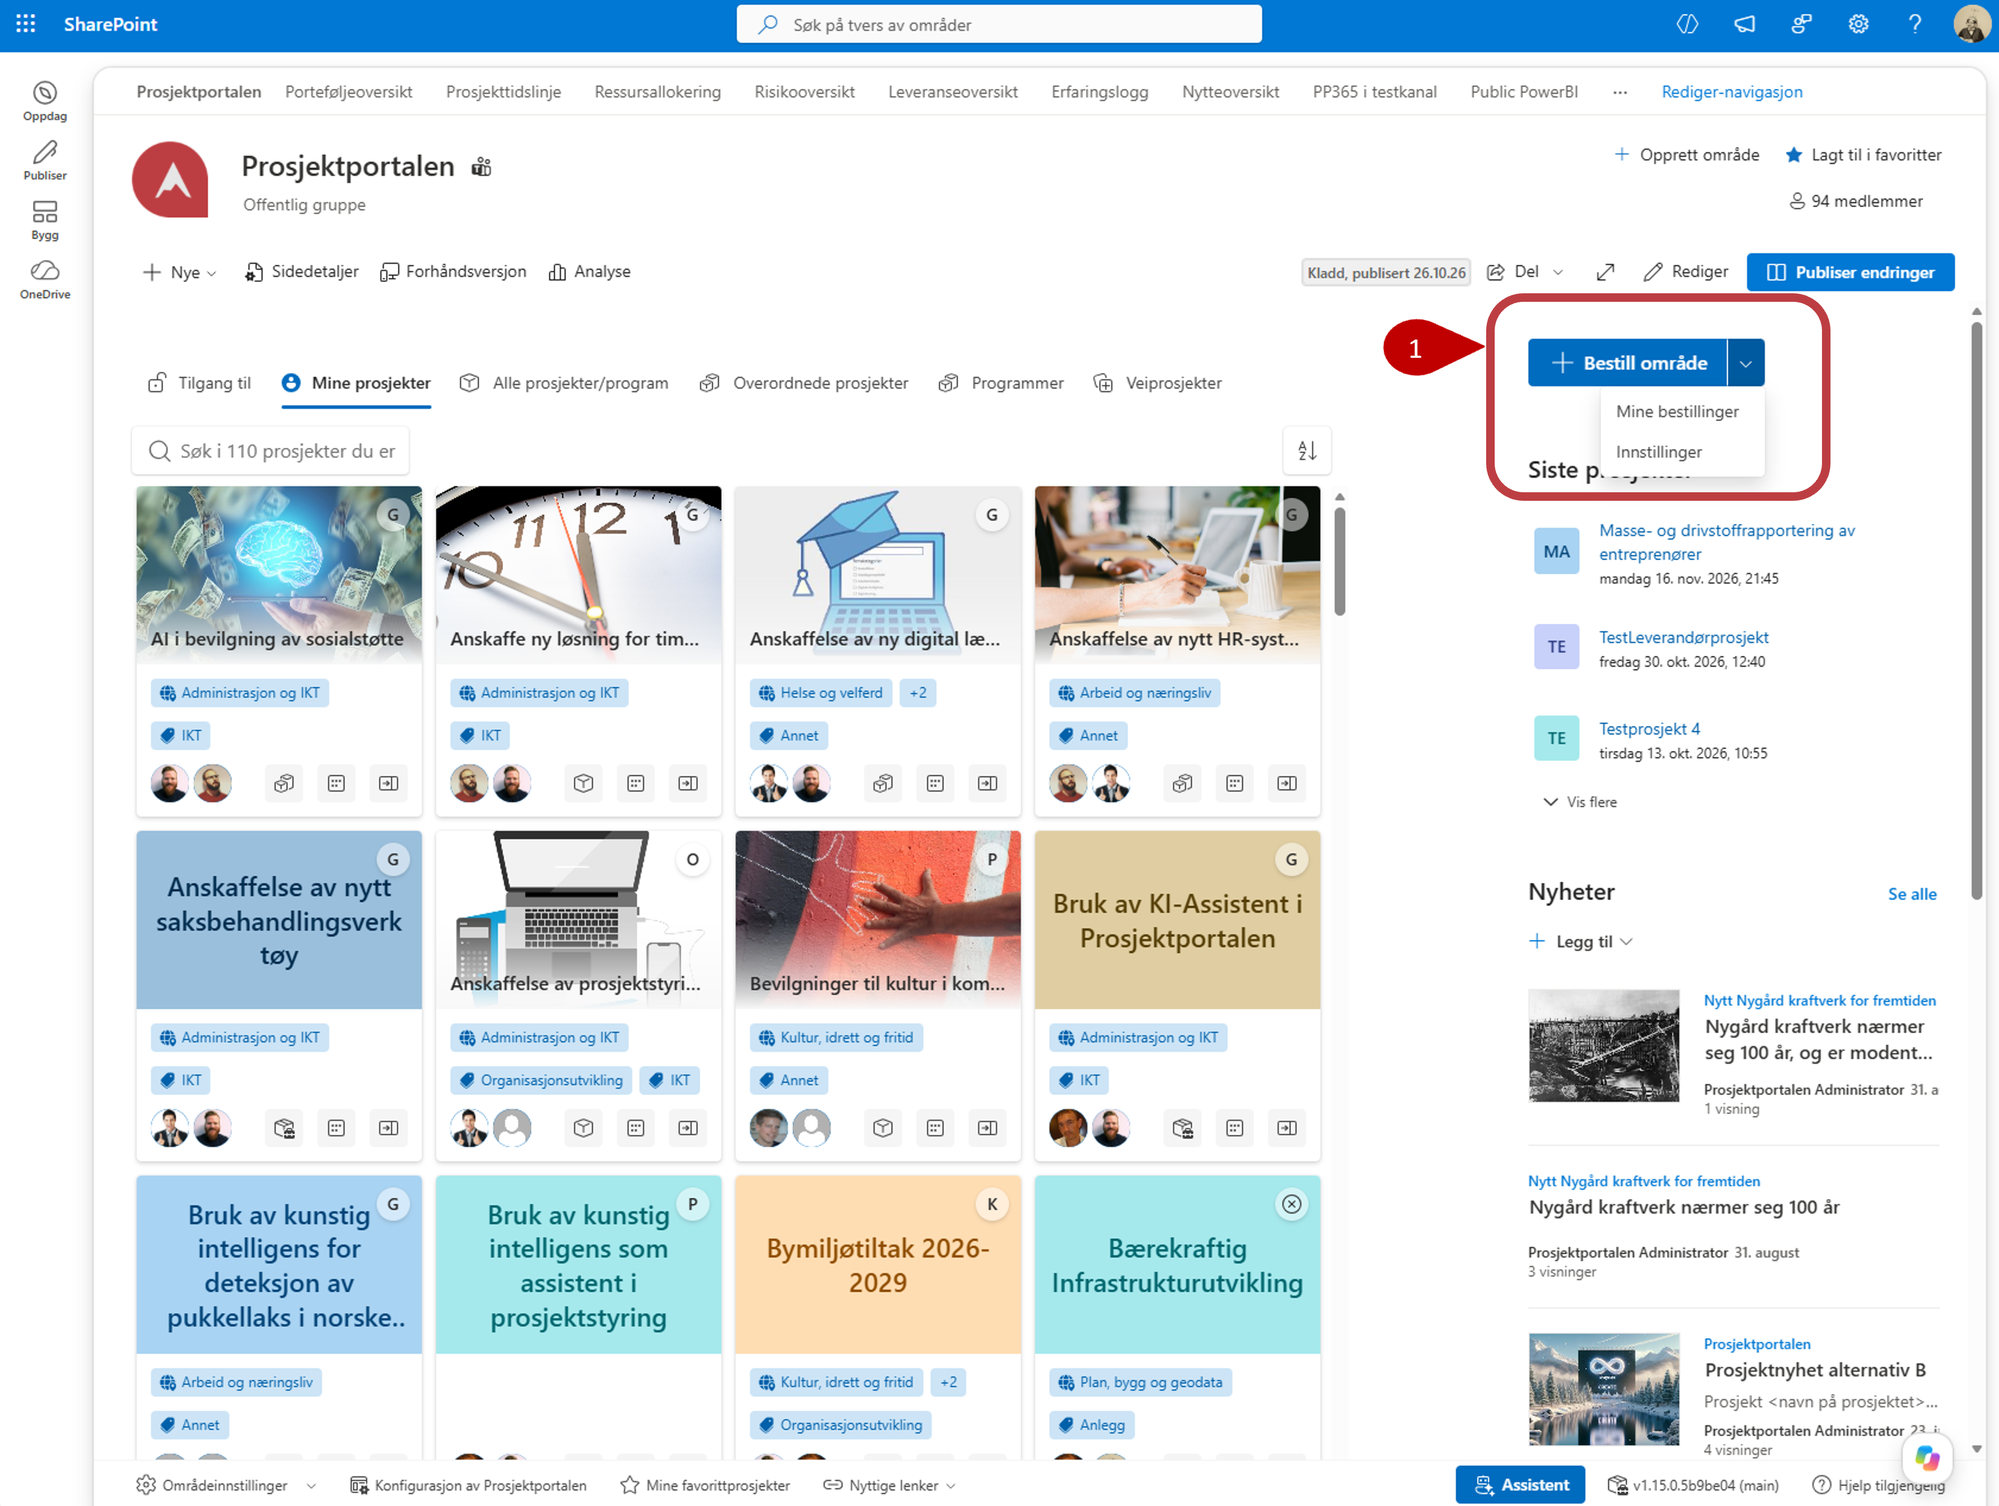 SharePoint
Søk på tvers av områder
Oppdag
Publiser
Bygg
OneDrive
Prosjektportalen
Porteføljeoversikt
Prosjekttidslinje
Ressursallokering
Risikooversikt
Leveranseoversikt
Erfaringslogg
Nytteoversikt
PP365 i testkanal
Public PowerBI
Rediger-navigasjon
Prosjektportalen
Offentlig gruppe
Opprett område
Lagt til i favoritter
94 medlemmer
Nye
Sidedetaljer
Forhåndsversjon
Analyse
Kladd, publisert 26.10.26
Del
Rediger
Publiser endringer
1
Bestill område
Mine bestillinger
Innstillinger
Tilgang til
Mine prosjekter
Alle prosjekter/program
Overordnede prosjekter
Programmer
Veiprosjekter
Søk i 110 prosjekter du er
G
AI i bevilgning av sosialstøtte
Administrasjon og IKT
IKT
11
12
10
G
Anskaffe ny løsning for tim...
Administrasjon og IKT
IKT
G
Anskaffelse av ny digital læ...
Helse og velferd
+2
Annet
G
Anskaffelse av nytt HR-syst...
Arbeid og næringsliv
Annet
G
Anskaffelse av nytt
saksbehandlingsverk
tøy
Administrasjon og IKT
IKT
O
Anskaffelse av prosjektstyri...
Administrasjon og IKT
Organisasjonsutvikling
IKT
P
Bevilgninger til kultur i kom...
Kultur, idrett og fritid
Annet
G
Bruk av KI-Assistent i
Prosjektportalen
Administrasjon og IKT
IKT
G
Bruk av kunstig
intelligens for
deteksjon av
pukkellaks i norske..
Arbeid og næringsliv
Annet
P
Bruk av kunstig
intelligens som
assistent i
prosjektstyring
K
Bymiljøtiltak 2026-
2029
Kultur, idrett og fritid
+2
Organisasjonsutvikling
Bærekraftig
Infrastrukturutvikling
Plan, bygg og geodata
Anlegg
Siste
MA
Masse- og drivstoffrapportering av
entreprenører
mandag 16. nov. 2026, 21:45
TE
TestLeverandørprosjekt
fredag 30. okt. 2026, 12:40
TE
Testprosjekt 4
tirsdag 13. okt. 2026, 10:55
Vis flere
Nyheter
Se alle
Legg til
Nytt Nygård kraftverk for fremtiden
Nygård kraftverk nærmer
seg 100 år, og er modent...
Prosjektportalen Administrator 31. a
1 visning
Nytt Nygård kraftverk for fremtiden
Nygård kraftverk nærmer seg 100 år
Prosjektportalen Administrator 31. august
3 visninger
Prosjektportalen
Prosjektnyhet alternativ B
Prosjekt <navn på prosjektet>...
Prosjektportalen Administrator 23.
4 visninger
Områdeinnstillinger
Konfigurasjon av Prosjektportalen
Mine favorittprosjekter
Nyttige lenker
Assistent
v1.15.0.5b9be04 (main)
Hjelp tilgjengelig